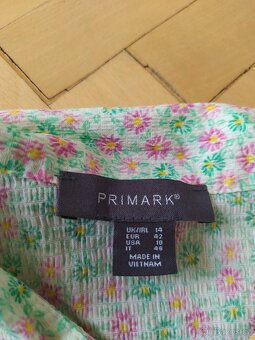 PRIMARK®
UK/IRL 14
EUR 42
USA 10
IT 46
MADE IN
VIETNAM